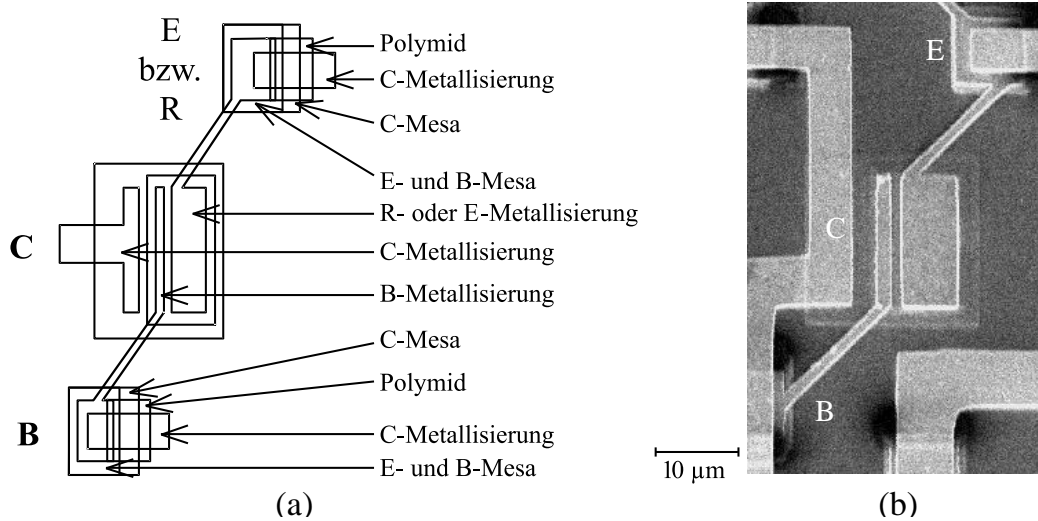 E
bzw.
R
Polymid
C-Metallisierung
C-Mesa
E- und B-Mesa
R- oder E-Metallisierung
C
C-Metallisierung
B-Metallisierung
C-Mesa
Polymid
B
C-Metallisierung
E- und B-Mesa
(a)
E
C
B
10 µm
(b)